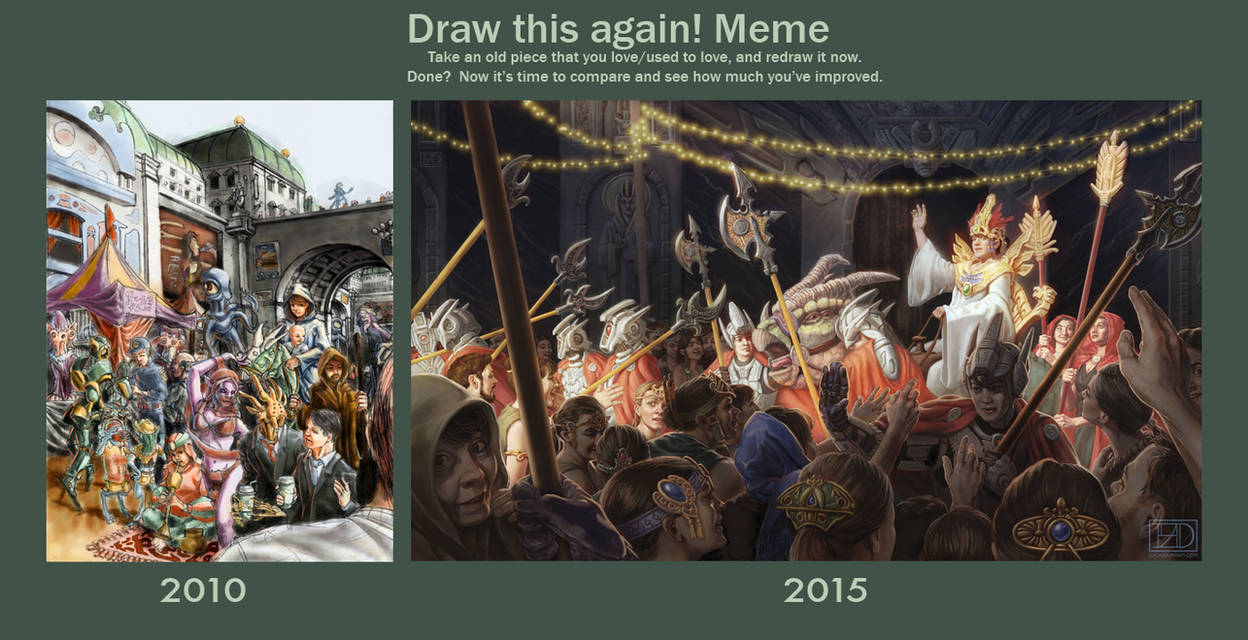 Draw this again! Meme
Take an old piece that you love/used to love, and redraw it now.
Done?  Now it's time to compare and see how much you've improved.
2010
2015